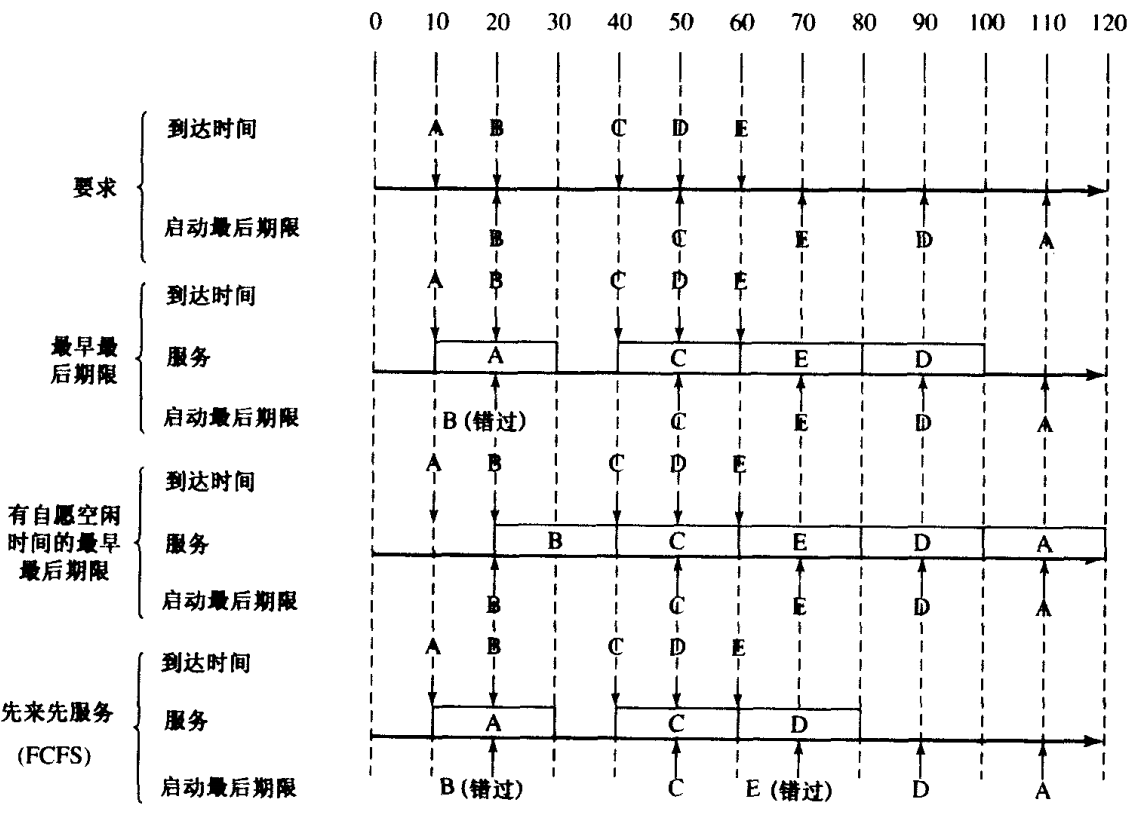 0 10 20 30 40 50 60 70 80 90 100 110 120
到达时间 A B C D E
要求
启动最后期限 B C E D A
到达时间 A B C D E
最早最
后期限
服务 A C E D
启动最后期限 B (错过) C E D A
到达时间 A B C D E
有自愿空闲
时间的最早
最后期限
服务 B C E D A
启动最后期限 B C E D A
到达时间 A B C D E
先来先服务
(FCFS)
服务 A C D
启动最后期限 B (错过) C E (错过) D A